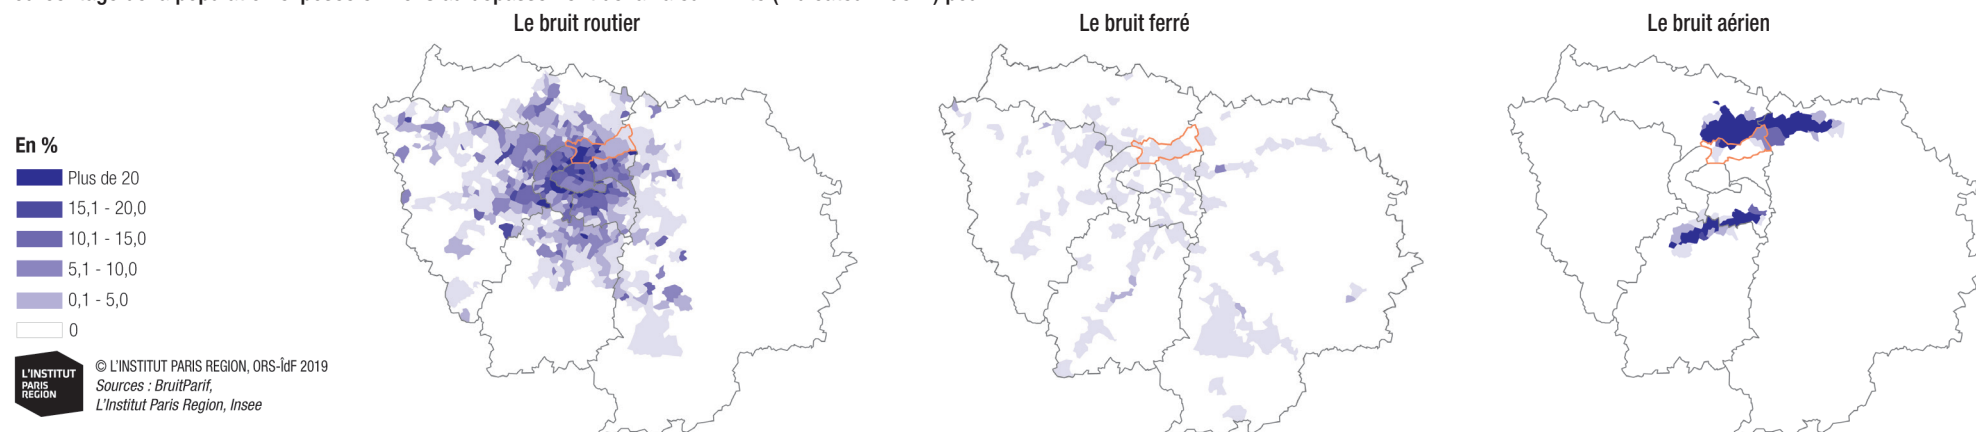 Le bruit routier
Le bruit ferré
Le bruit aérien
En %
Plus de 20
15,1 - 20,0
10,1 - 15,0
5,1 - 10,0
0,1 - 5,0
0
L'INSTITUT
PARIS
REGION
© L'INSTITUT PARIS REGION, ORS-ÎdF 2019
Sources : BruitParif,
L'Institut Paris Region, Insee